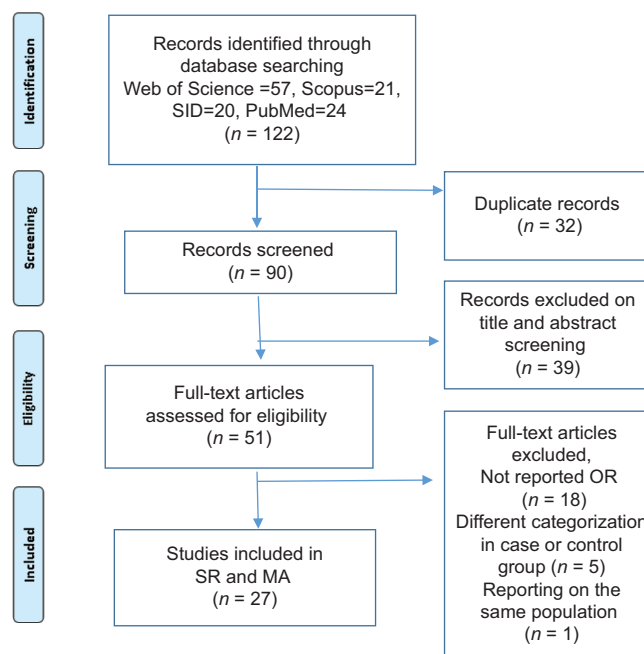 Identification
Records identified through
database searching
Web of Science =57, Scopus=21,
SID=20, PubMed=24
(n = 122)
Duplicate records
(n = 32)
Screening
Records screened
(n = 90)
Records excluded on
title and abstract
screening
(n = 39)
Eligibility
Full-text articles
assessed for eligibility
(n = 51)
Full-text articles
excluded,
Not reported OR
(n = 18)
Different categorization
in case or control
group (n = 5)
Reporting on the
same population
(n = 1)
Included
Studies included in
SR and MA
(n = 27)